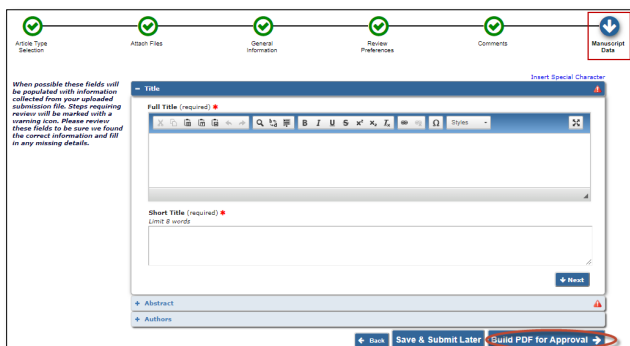 Article Type
Selection
Attach Files
General
Information
Review
Preferences
Comments
Manuscript
Data
Insert Special Character
When possible these fields will
be populated with information
collected from your uploaded
submission file. Steps requiring
review will be marked with a
warning icon. Please review
these fields to be sure we found
the correct information and fill
in any missing details.
− Title
Full Title (required) *
B I U S x² xₓ Iₓ Ω Styles
Short Title (required) *
Limit 8 words
Next
+ Abstract
+ Authors
Back Save & Submit Later Build PDF for Approval